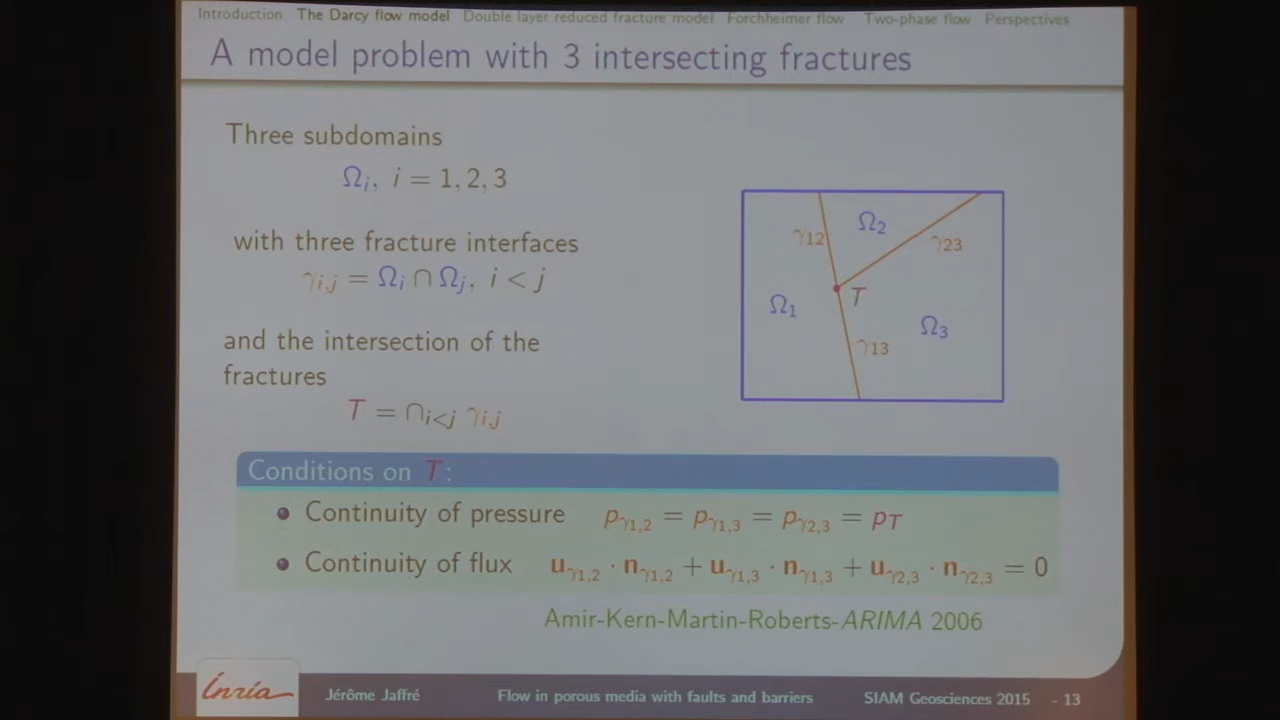 Introduction The Darcy flow model Double layer reduced fracture model Forchheimer flow Two-phase flow Perspectives
A model problem with 3 intersecting fractures
Three subdomains
Ωi, i = 1, 2, 3
with three fracture interfaces
γi,j = Ωi ∩ Ωj, i < j
and the intersection of the
fractures
T = ∩i<j γi,j
γ12
Ω2
γ23
Ω1
T
Ω3
γ13
Conditions on T:
Continuity of pressure pγ1,2 = pγ1,3 = pγ2,3 = pT
Continuity of flux uγ1,2 · nγ1,2 + uγ1,3 · nγ1,3 + uγ2,3 · nγ2,3 = 0
Amir-Kern-Martin-Roberts-ARIMA 2006
Inria Jérôme Jaffré Flow in porous media with faults and barriers SIAM Geosciences 2015 - 13